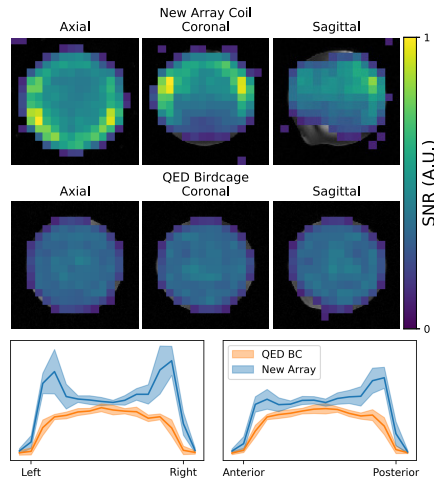 New Array Coil
Axial Coronal Sagittal
QED Birdcage
Axial Coronal Sagittal
1
SNR (A.U.)
0
QED BC
New Array
Left Right
Anterior Posterior